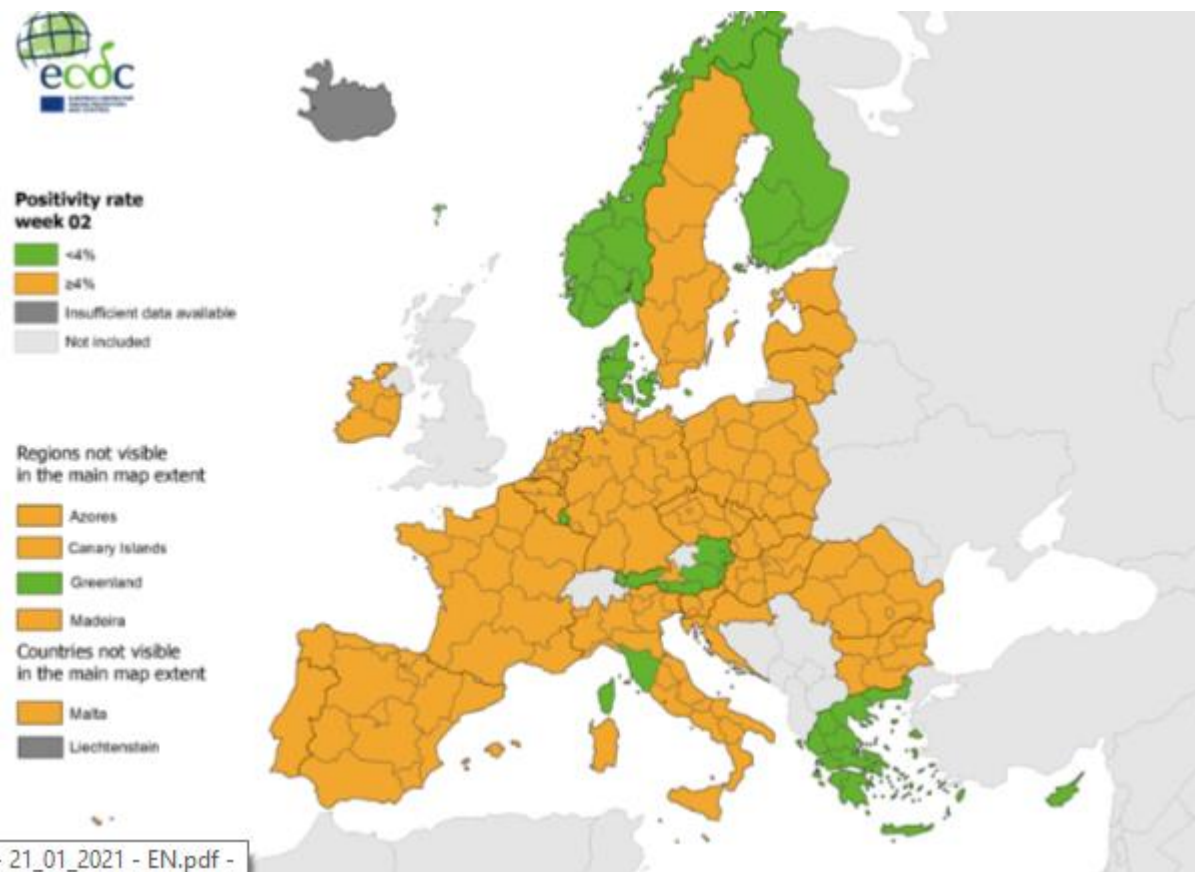 ecdc
Positivity rate
week 02
<4%
≥4%
Insufficient data available
Not included
Regions not visible
in the main map extent
Azores
Canary Islands
Greenland
Madeira
Countries not visible
in the main map extent
Malta
Liechtenstein
- 21_01_2021 - EN.pdf -